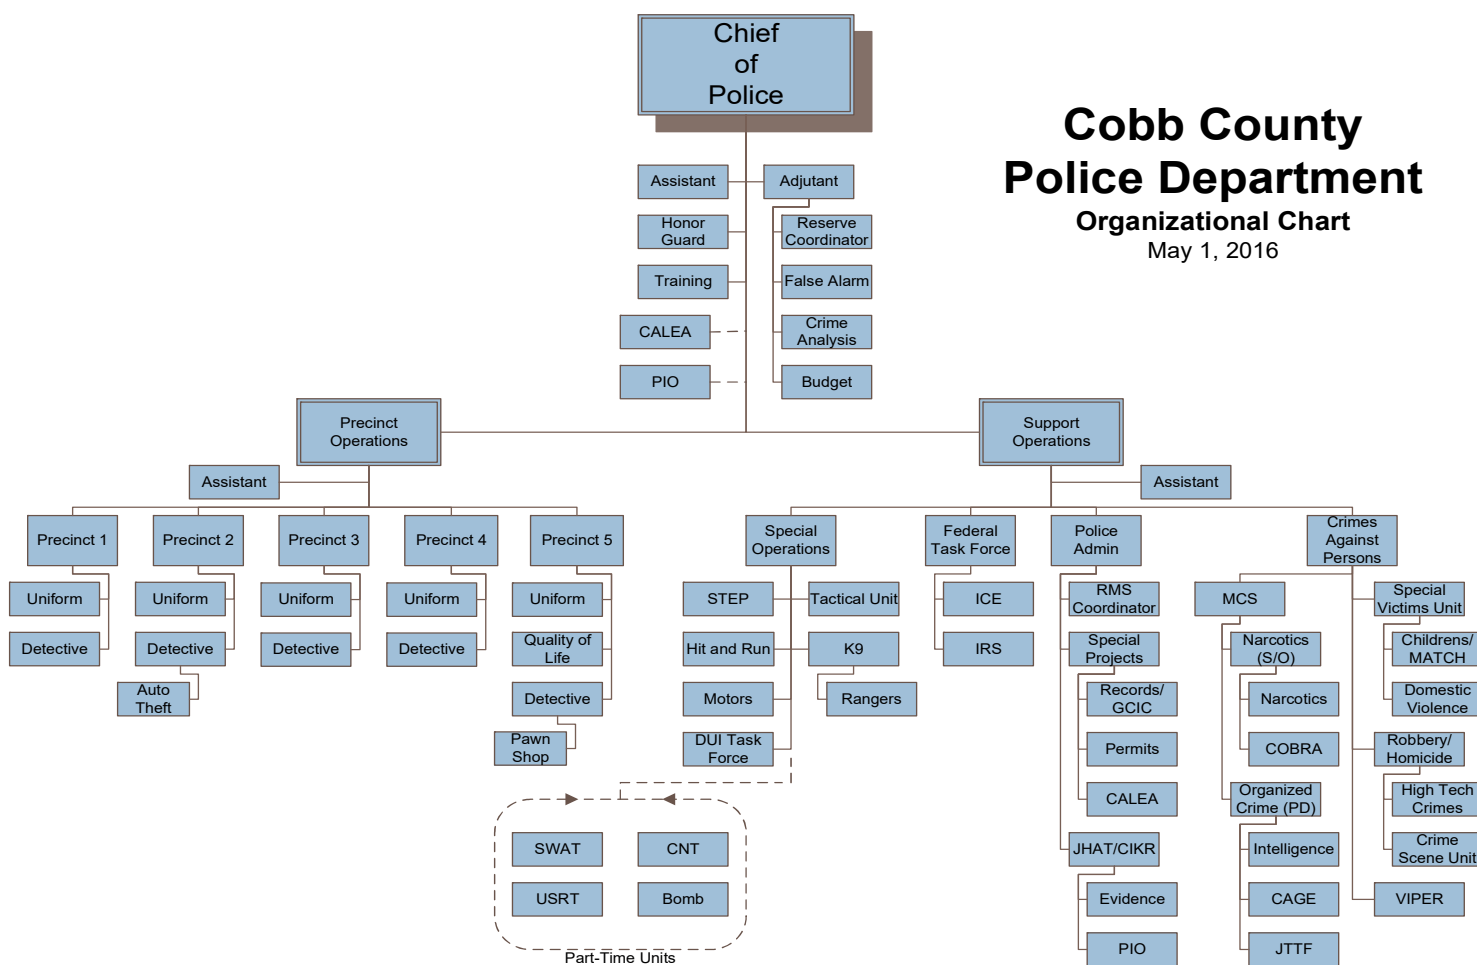 Chief
of
Police
Cobb County
Police Department
Organizational Chart
May 1, 2016
Assistant
Adjutant
Honor
Guard
Reserve
Coordinator
Training
False Alarm
CALEA
Crime
Analysis
PIO
Budget
Precinct
Operations
Support
Operations
Assistant
Assistant
Precinct 1
Precinct 2
Precinct 3
Precinct 4
Precinct 5
Special
Operations
Federal
Task Force
Police
Admin
Crimes
Against
Persons
Uniform
Uniform
Uniform
Uniform
Uniform
STEP
Tactical Unit
ICE
RMS
Coordinator
MCS
Special
Victims Unit
Detective
Detective
Detective
Detective
Quality of
Life
Hit and Run
K9
IRS
Special
Projects
Narcotics
(S/O)
Childrens/
MATCH
Auto
Theft
Detective
Motors
Rangers
Records/
GCIC
Narcotics
Domestic
Violence
Pawn
Shop
DUI Task
Force
Permits
COBRA
Robbery/
Homicide
CALEA
Organized
Crime (PD)
High Tech
Crimes
SWAT
CNT
JHAT/CIKR
Intelligence
Crime
Scene Unit
USRT
Bomb
Evidence
CAGE
VIPER
Part-Time Units
PIO
JTTF